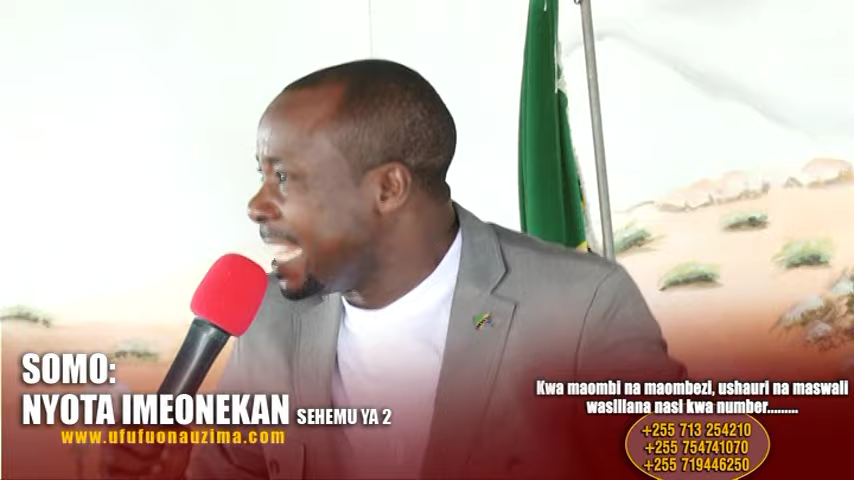 SOMO:
NYOTA IMEONEKAN SEHEMU YA 2
www.ufufuonauzima.com
Kwa maombi na maombezi, ushauri na maswali
wasiliana nasi kwa number.........
+255 713 254210
+255 754741070
+255 719446250